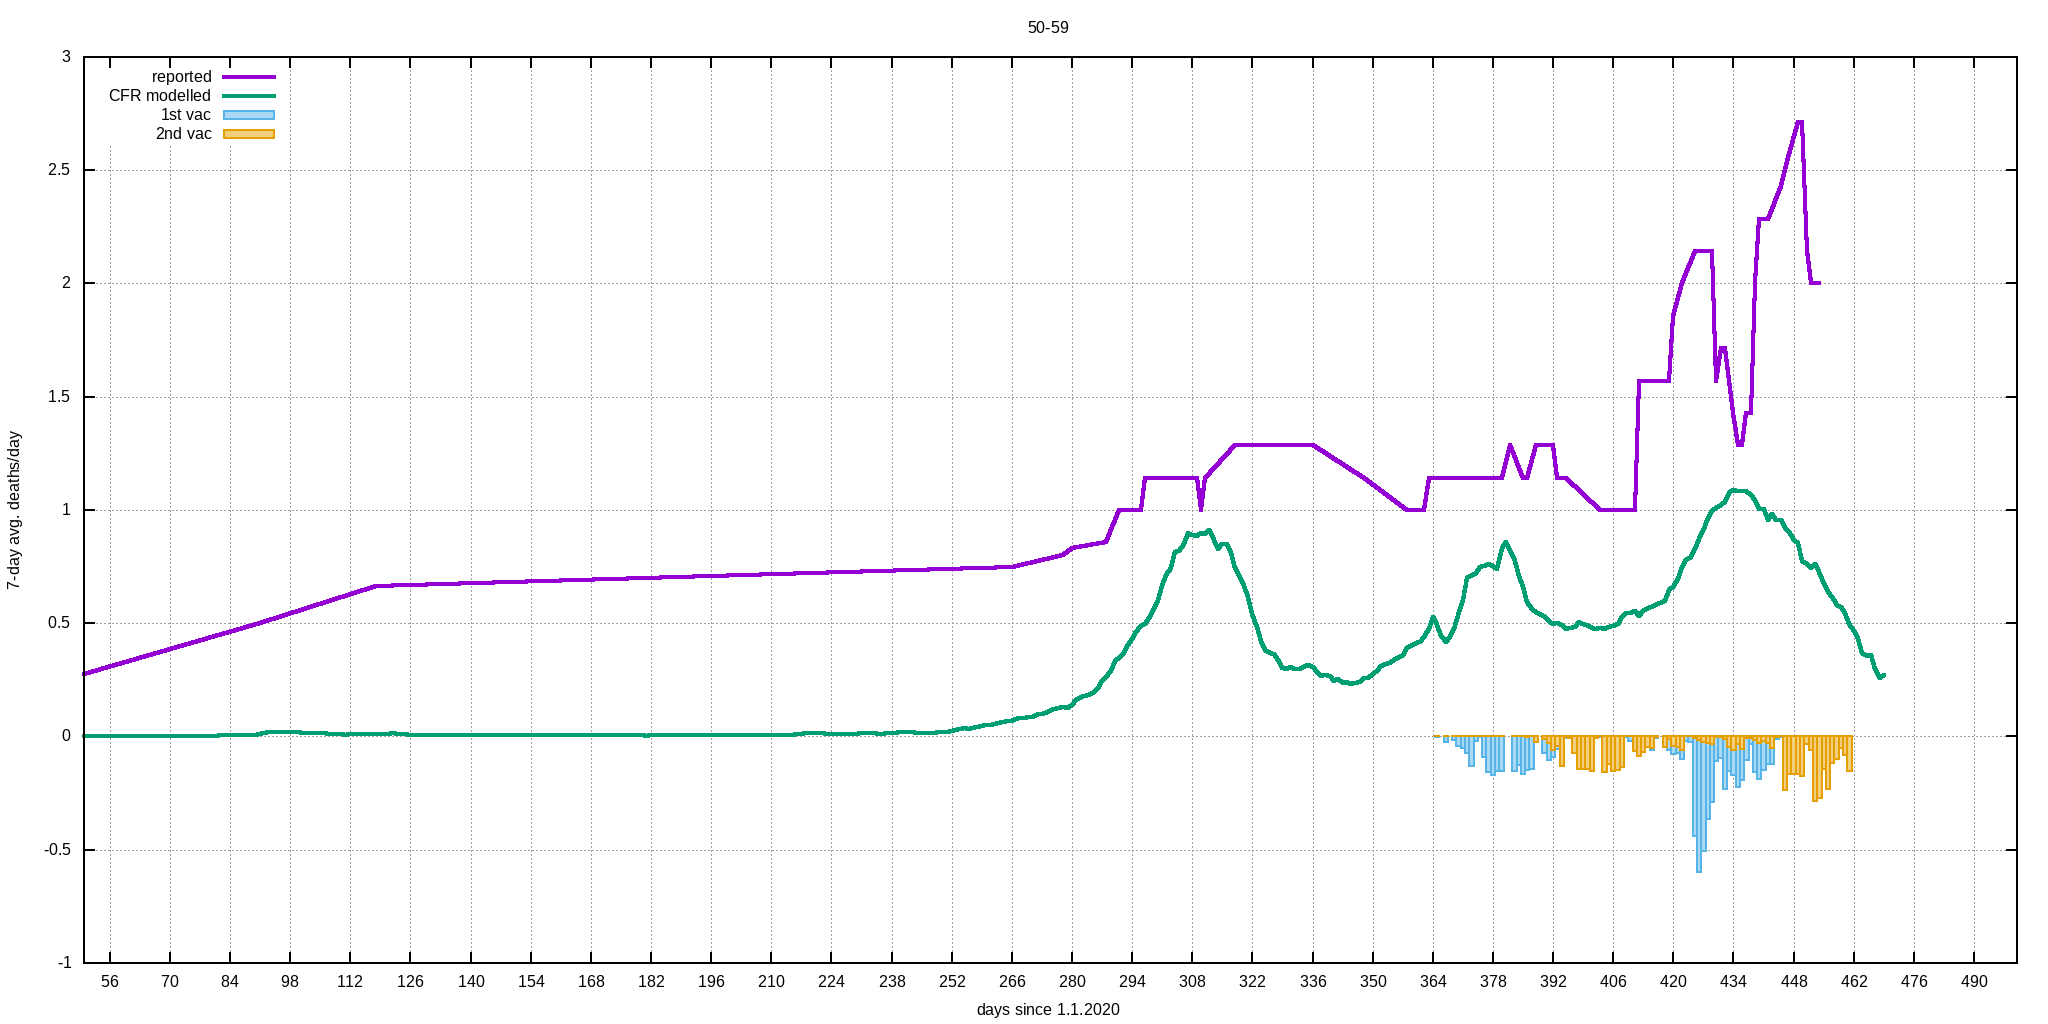 50-59
reported
CFR modelled
1st vac
2nd vac
3
2.5
2
1.5
1
0.5
0
-0.5
-1
7-day avg. deaths/day
56 70 84 98 112 126 140 154 168 182 196 210 224 238 252 266 280 294 308 322 336 350 364 378 392 406 420 434 448 462 476 490
days since 1.1.2020